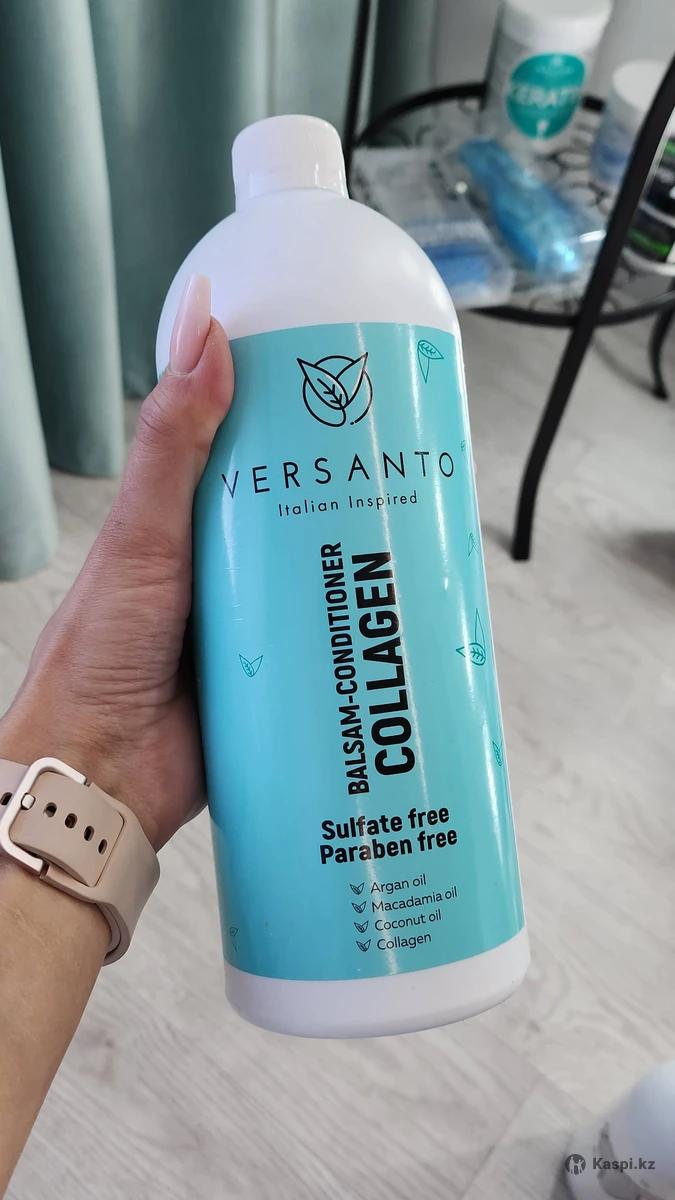 KERATIN
VERSANTO
Italian Inspired
BALSAM-CONDITIONER
COLLAGEN
Sulfate free
Paraben free
Argan oil
Macadamia oil
Coconut oil
Collagen
Kaspi.kz